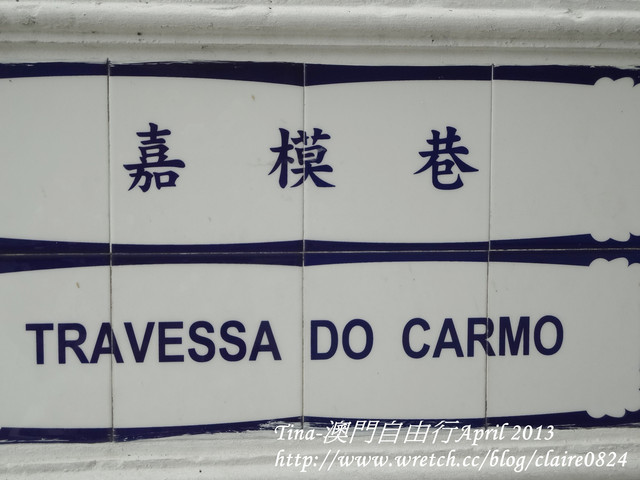 嘉模巷
TRAVESSA DO CARMO
Tina-澳門自由行April 2013
http://www.wretch.cc/blog/claire0824